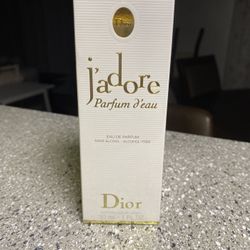 j'adore
Parfum d'eau
EAU DE PARFUM
SANS ALCOOL - ALCOHOL FREE
Dior